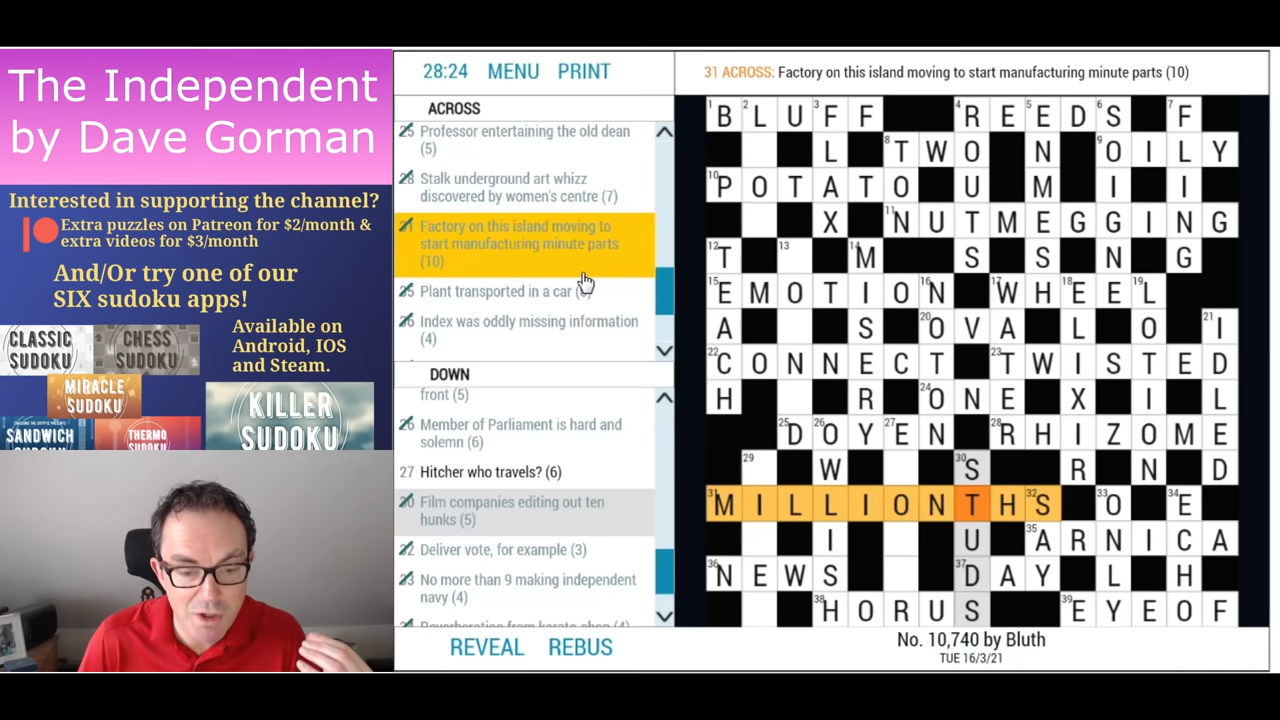 The Independent
by Dave Gorman
Interested in supporting the channel?
Extra puzzles on Patreon for $2/month &
extra videos for $3/month
And/Or try one of our
SIX sudoku apps!
CLASSIC
SUDOKU
CHESS
SUDOKU
MIRACLE
SUDOKU
SANDWICH
SUDOKU
THERMO
Available on
Android, IOS
and Steam.
KILLER
SUDOKU
28:24 MENU PRINT
ACROSS
25 Professor entertaining the old dean
(5)
28 Stalk underground art whizz
discovered by women's centre (7)
31 Factory on this island moving to
start manufacturing minute parts
(10)
35 Plant transported in a car
36 Index was oddly missing information
(4)
DOWN
front (5)
26 Member of Parliament is hard and
solemn (6)
27 Hitcher who travels? (6)
30 Film companies editing out ten
hunks (5)
32 Deliver vote, for example (3)
33 No more than 9 making independent
navy (4)
Reverberation from karate chop (4)
REVEAL REBUS
31 ACROSS: Factory on this island moving to start manufacturing minute parts (10)
1 B 2 L U 3 F F 4 R E 5 E D 6 S 7 F
L 8 T W O N 9 O I L Y
10 P O T A T O U M I I
X 11 N U T M E G G I N G
12 T 13 14 M S S N G
15 E M O T I O 16 N 17 W H 18 E E 19 L
A S 20 O V A L O 21 I
22 C O N N E C T 23 T W I S T E D
H R 24 O N E X I L
25 D 26 O Y 27 E N 28 R H I Z O M E
29 W 30 S R N D
31 M I L L I O N T H 32 S 33 O 34 E
I U 35 A R N I C A
36 N E W S 37 D A Y L H
38 H O R U S 39 E Y E O F
No. 10,740 by Bluth
TUE 16/3/21